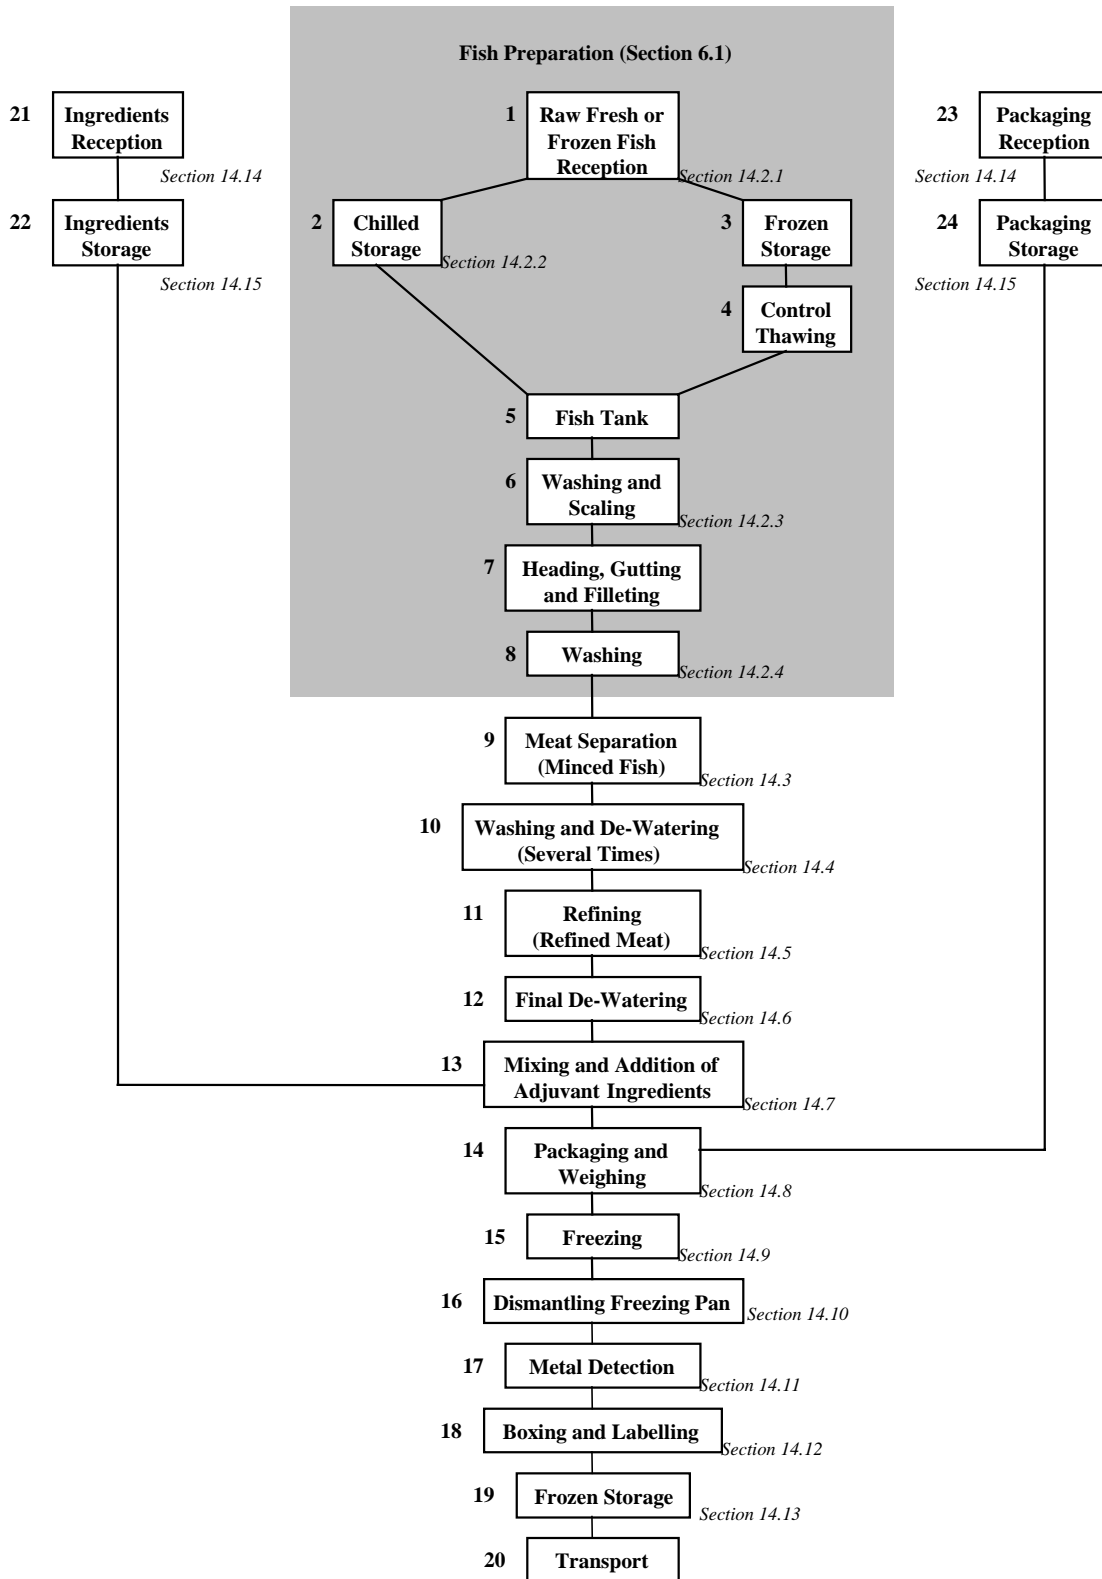 Fish Preparation (Section 6.1)
21
Ingredients
Reception
Section 14.14
1
Raw Fresh or
Frozen Fish
Reception
Section 14.2.1
23
Packaging
Reception
Section 14.14
22
Ingredients
Storage
Section 14.15
2
Chilled
Storage
Section 14.2.2
3
Frozen
Storage
24
Packaging
Storage
Section 14.15
4
Control
Thawing
5
Fish Tank
6
Washing and
Scaling
Section 14.2.3
7
Heading, Gutting
and Filleting
8
Washing
Section 14.2.4
9
Meat Separation
(Minced Fish)
Section 14.3
10
Washing and De-Watering
(Several Times)
Section 14.4
11
Refining
(Refined Meat)
Section 14.5
12
Final De-Watering
Section 14.6
13
Mixing and Addition of
Adjuvant Ingredients
Section 14.7
14
Packaging and
Weighing
Section 14.8
15
Freezing
Section 14.9
16
Dismantling Freezing Pan
Section 14.10
17
Metal Detection
Section 14.11
18
Boxing and Labelling
Section 14.12
19
Frozen Storage
Section 14.13
20
Transport